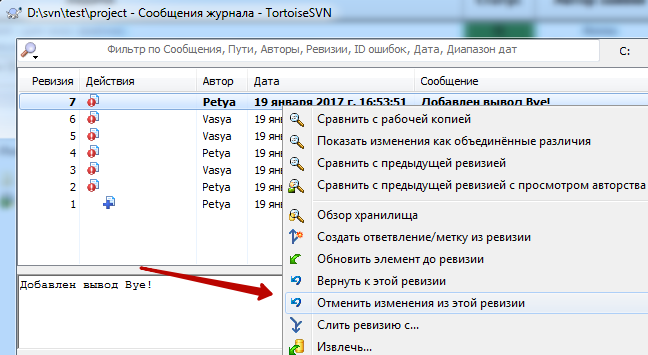 D:\svn\test\project - Сообщения журнала - TortoiseSVN
Фильтр по Сообщения, Пути, Авторы, Ревизии, ID ошибок, Дата, Диапазон дат
С:
Ревизия Действия Автор Дата Сообщение
7 Petya 19 января 2017 г. 16:53:51 Добавлен вывод Bye!
6 Vasya 19 янв
5 Vasya 19 янв
4 Petya 19 янв
3 Vasya 19 янв
2 Petya 19 янв
1 Petya 19 янв
Сравнить с рабочей копией
Показать изменения как объединённые различия
Сравнить с предыдущей ревизией
Сравнить с предыдущей ревизией с просмотром авторства
Обзор хранилища
Создать ответвление/метку из ревизии
Обновить элемент до ревизии
Вернуть к этой ревизии
Отменить изменения из этой ревизии
Слить ревизию с...
Извлечь...
Добавлен вывод Bye!